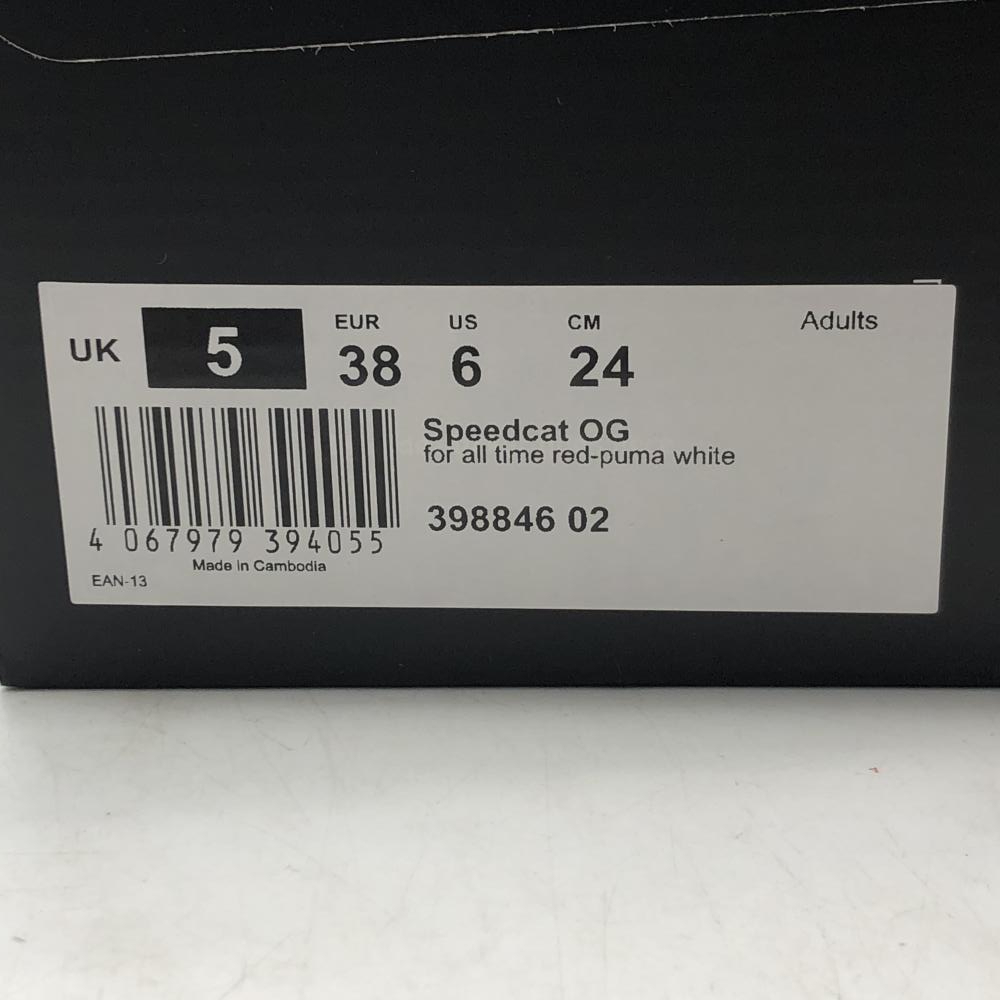 UK 5 EUR 38 US 6 CM 24 Adults
Speedcat OG
for all time red-puma white
398846 02
4 067979 394055
Made in Cambodia
EAN-13